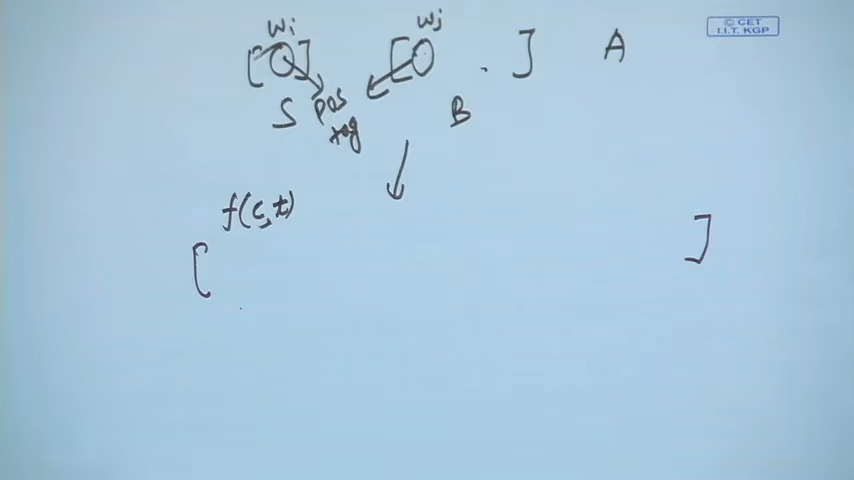 wi wj
© CET
I.I.T. KGP
[ ] [ . ] A
S pos B
tag
f(c,t)
[ ]